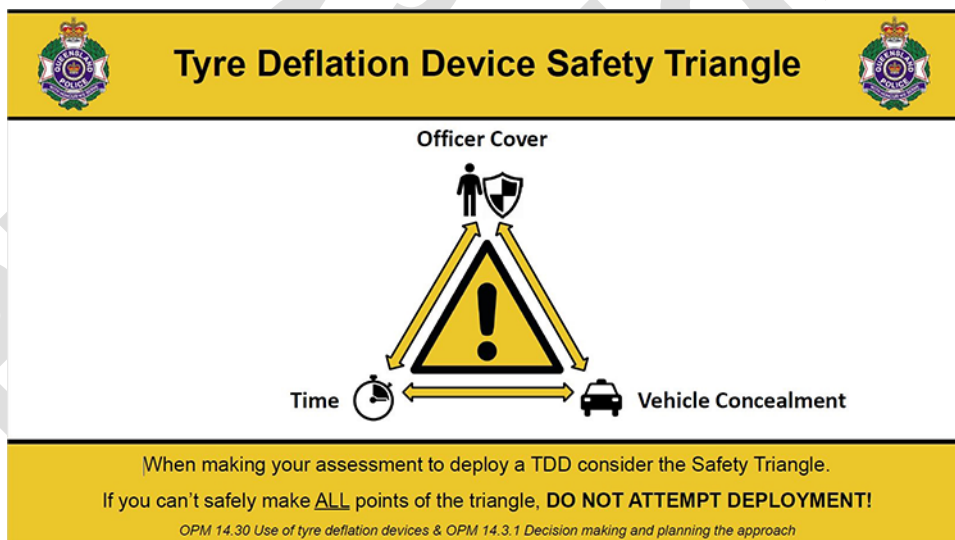 Tyre Deflation Device Safety Triangle
Officer Cover
Time
Vehicle Concealment
When making your assessment to deploy a TDD consider the Safety Triangle.
If you can't safely make ALL points of the triangle, DO NOT ATTEMPT DEPLOYMENT!
OPM 14.30 Use of tyre deflation devices & OPM 14.3.1 Decision making and planning the approach